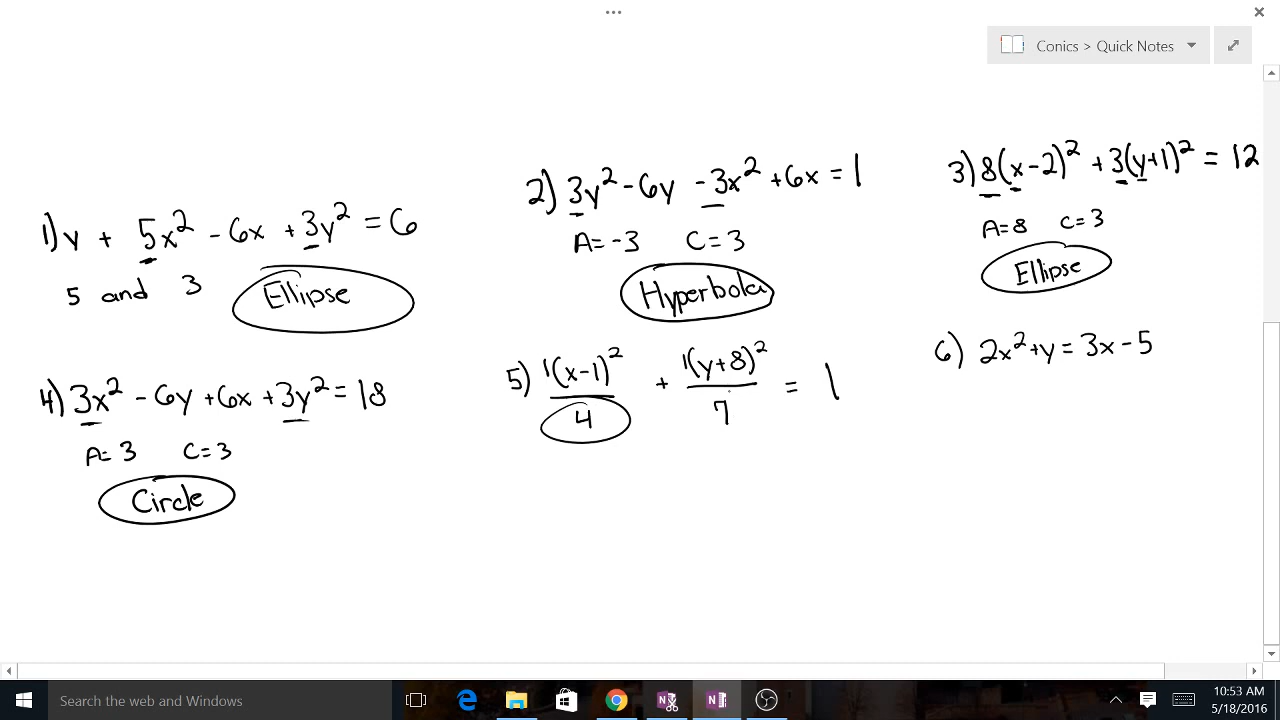 Conics > Quick Notes
1) y + 5x² - 6x + 3y² = 6
5 and 3 Ellipse
2) 3y² - 6y - 3x² + 6x = 1
A = -3 C = 3
Hyperbola
3) 8(x-2)² + 3(y+1)² = 12
A = 8 C = 3
Ellipse
4) 3x² - 6y + 6x + 3y² = 18
A = 3 C = 3
Circle
5) 1(x-1)²/4 + 1(y+8)²/7 = 1
6) 2x² + y = 3x - 5
Search the web and Windows
10:53 AM
5/18/2016